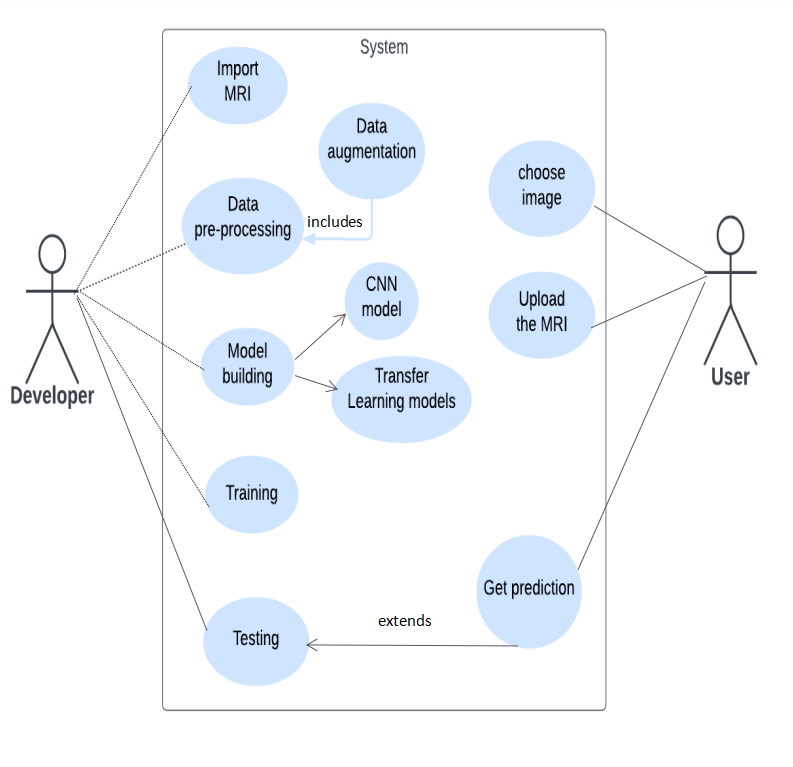 System
Import
MRI
Data
augmentation
choose
image
Data
pre-processing
includes
CNN
model
Upload
the MRI
Model
building
Transfer
Learning models
Developer
User
Training
Get prediction
extends
Testing